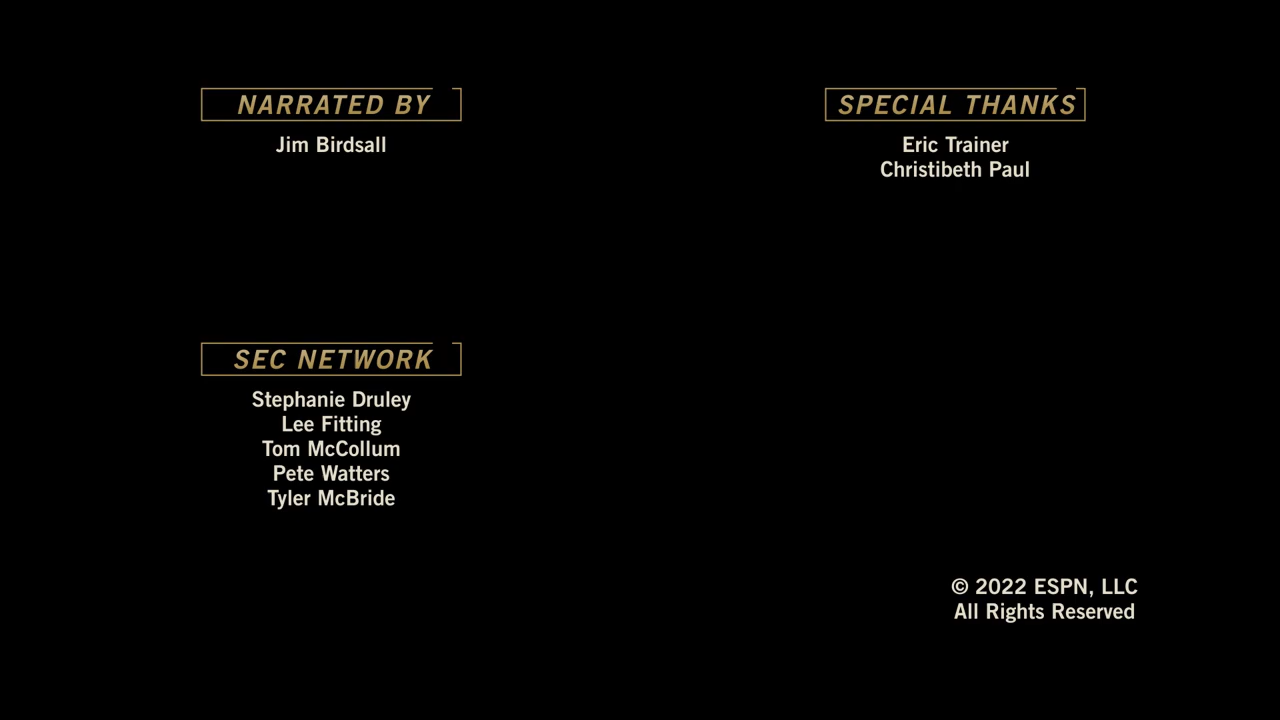 NARRATED BY
Jim Birdsall
SPECIAL THANKS
Eric Trainer
Christibeth Paul
SEC NETWORK
Stephanie Druley
Lee Fitting
Tom McCollum
Pete Watters
Tyler McBride
© 2022 ESPN, LLC
All Rights Reserved